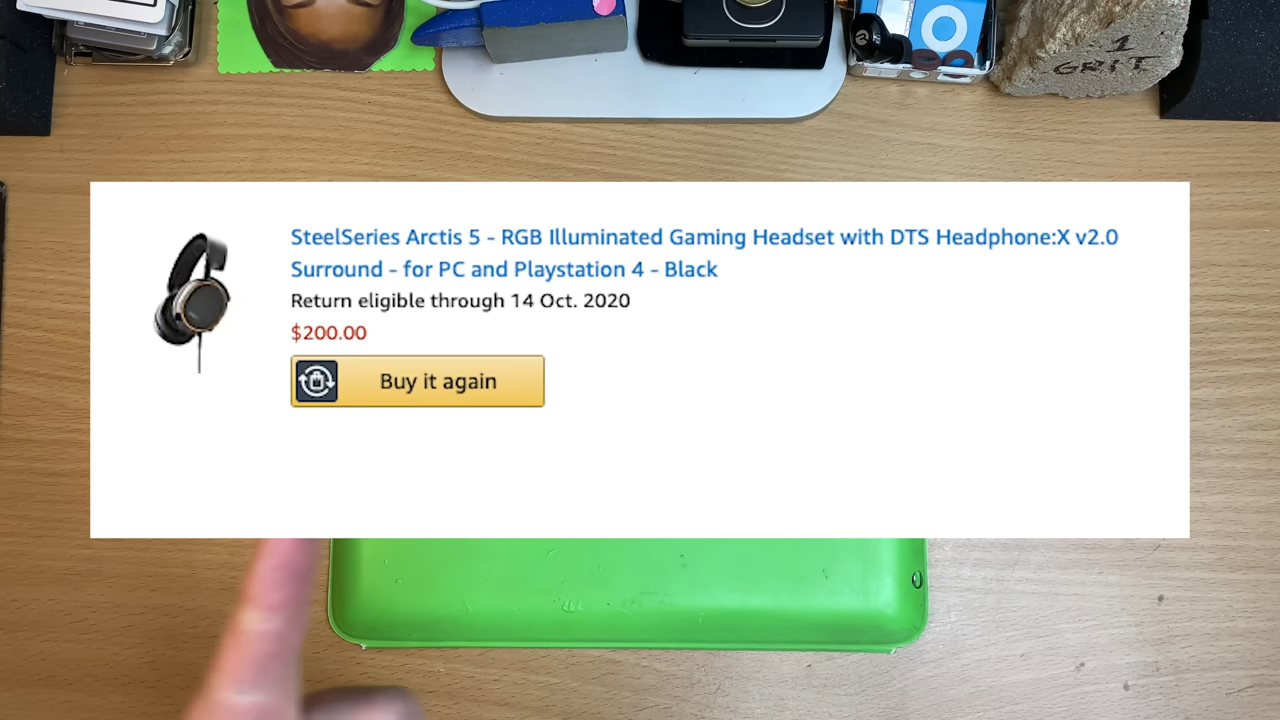 -1
GRIT
SteelSeries Arctis 5 - RGB Illuminated Gaming Headset with DTS Headphone:X v2.0
Surround - for PC and Playstation 4 - Black
Return eligible through 14 Oct. 2020
$200.00
Buy it again